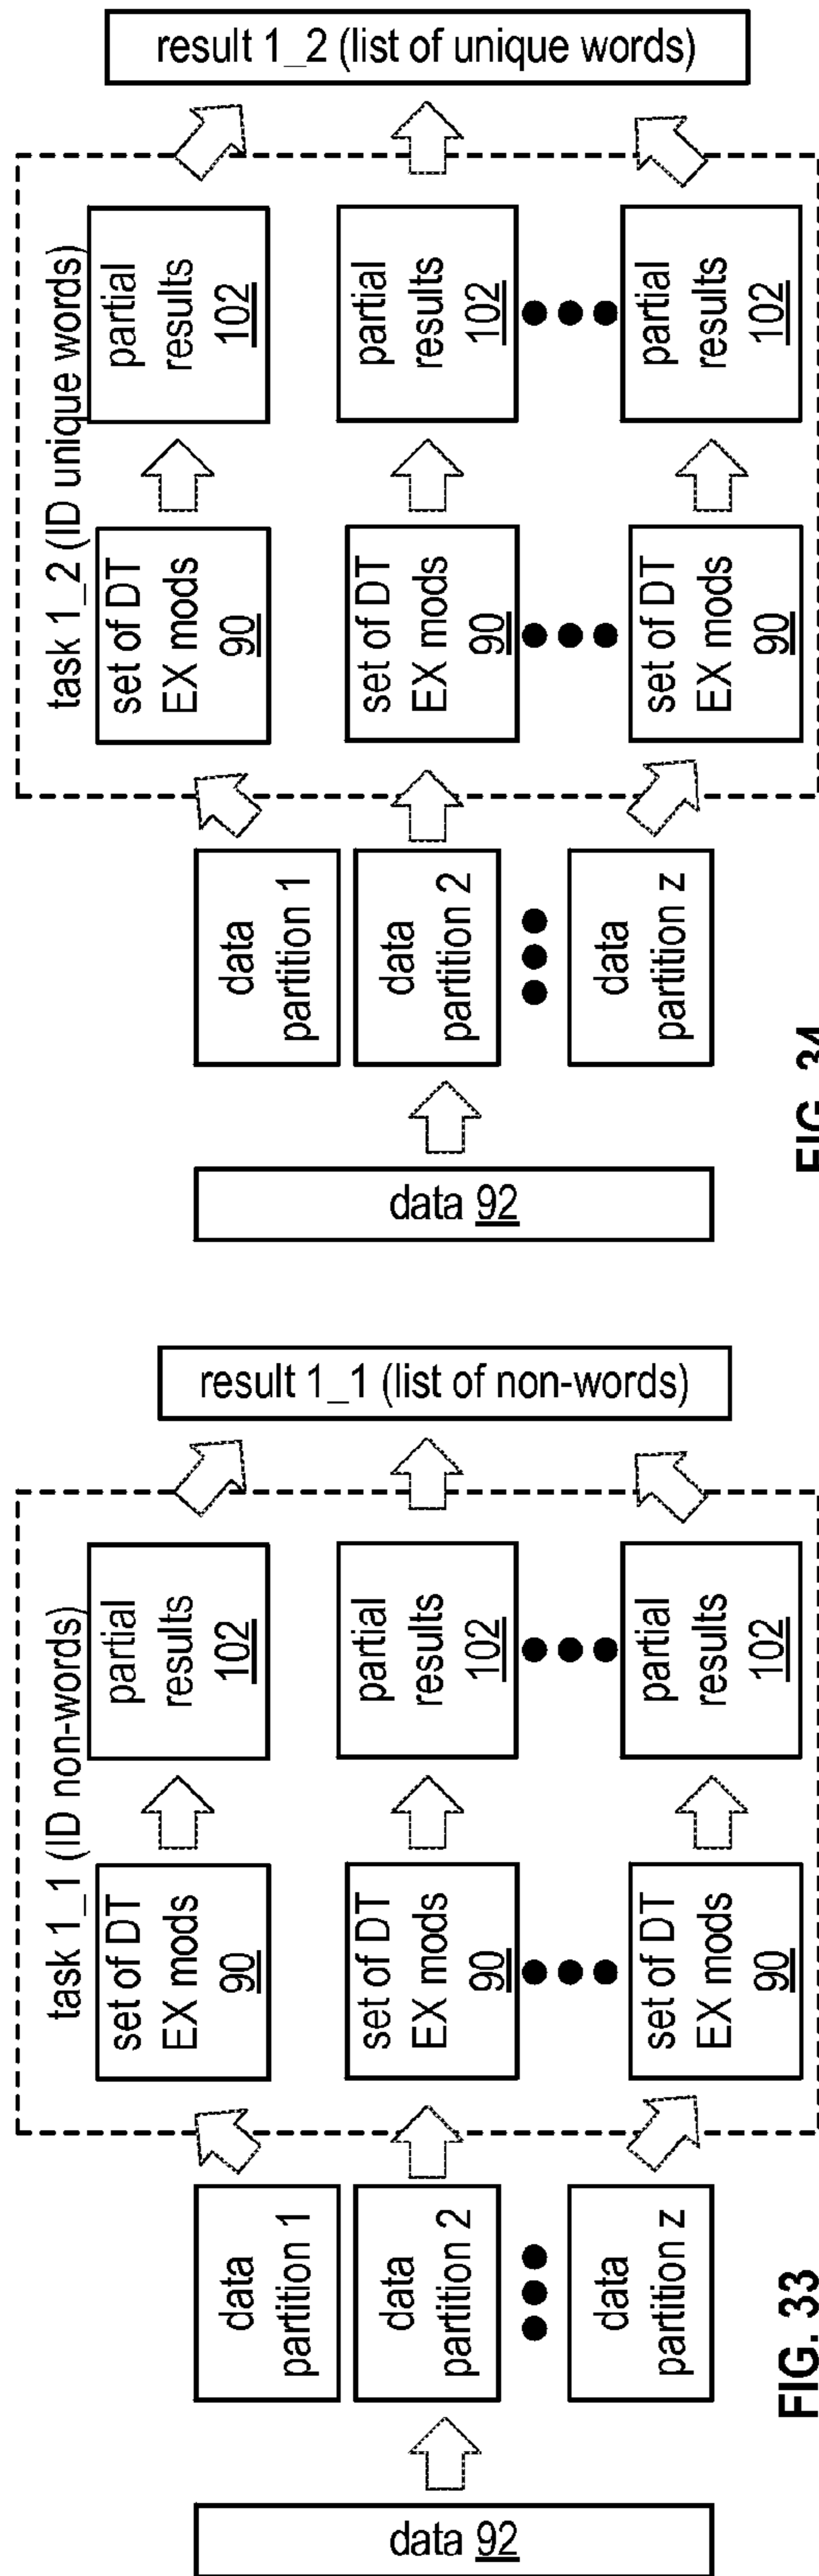 data 92
data
partition 1
data
partition 2
data
partition z
task 1_1 (ID non-words)
set of DT
EX mods
90
set of DT
EX mods
90
set of DT
EX mods
90
partial
results
102
partial
results
102
partial
results
102
result 1_1 (list of non-words)
FIG. 33
data 92
data
partition 1
data
partition 2
data
partition z
task 1_2 (ID unique words)
set of DT
EX mods
90
set of DT
EX mods
90
set of DT
EX mods
90
partial
results
102
partial
results
102
partial
results
102
result 1_2 (list of unique words)
FIG. 34